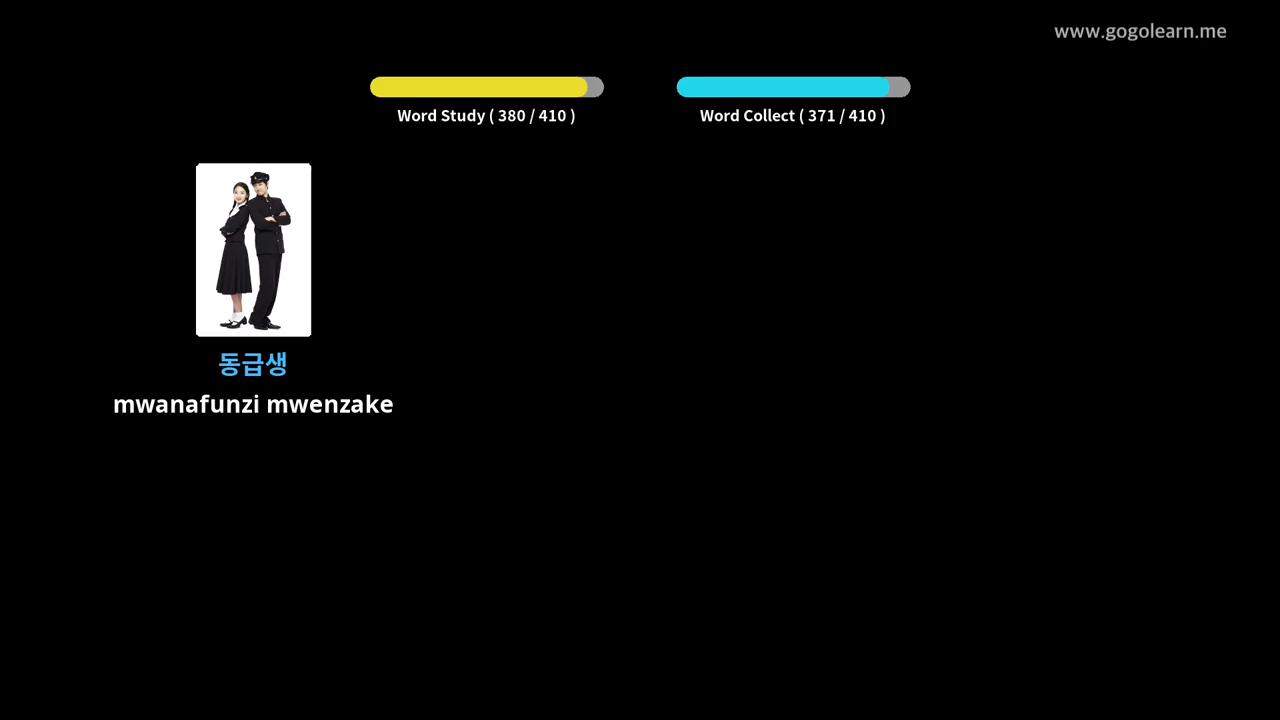 www.gogolearn.me
Word Study ( 380 / 410 )
Word Collect ( 371 / 410 )
동급생
mwanafunzi mwenzake